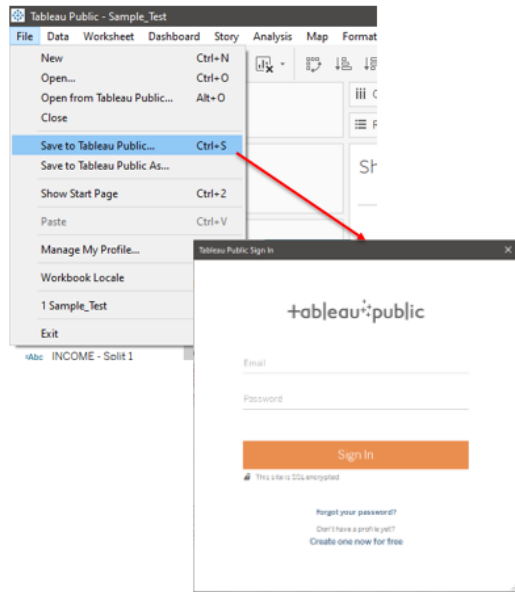 Tableau Public - Sample_Test
File Data Worksheet Dashboard Story Analysis Map Format
New Ctrl+N
Open... Ctrl+O
Open from Tableau Public... Alt+O
Close
Save to Tableau Public... Ctrl+S
Save to Tableau Public As...
Show Start Page Ctrl+2
Paste Ctrl+V
Manage My Profile...
Workbook Locale
1 Sample_Test
Exit
Abc INCOME - Split 1
Tableau Public Sign In
tableau public
Email
Password
Sign In
This site is SSL encrypted
Forgot your password?
Don't have a profile yet?
Create one now for free